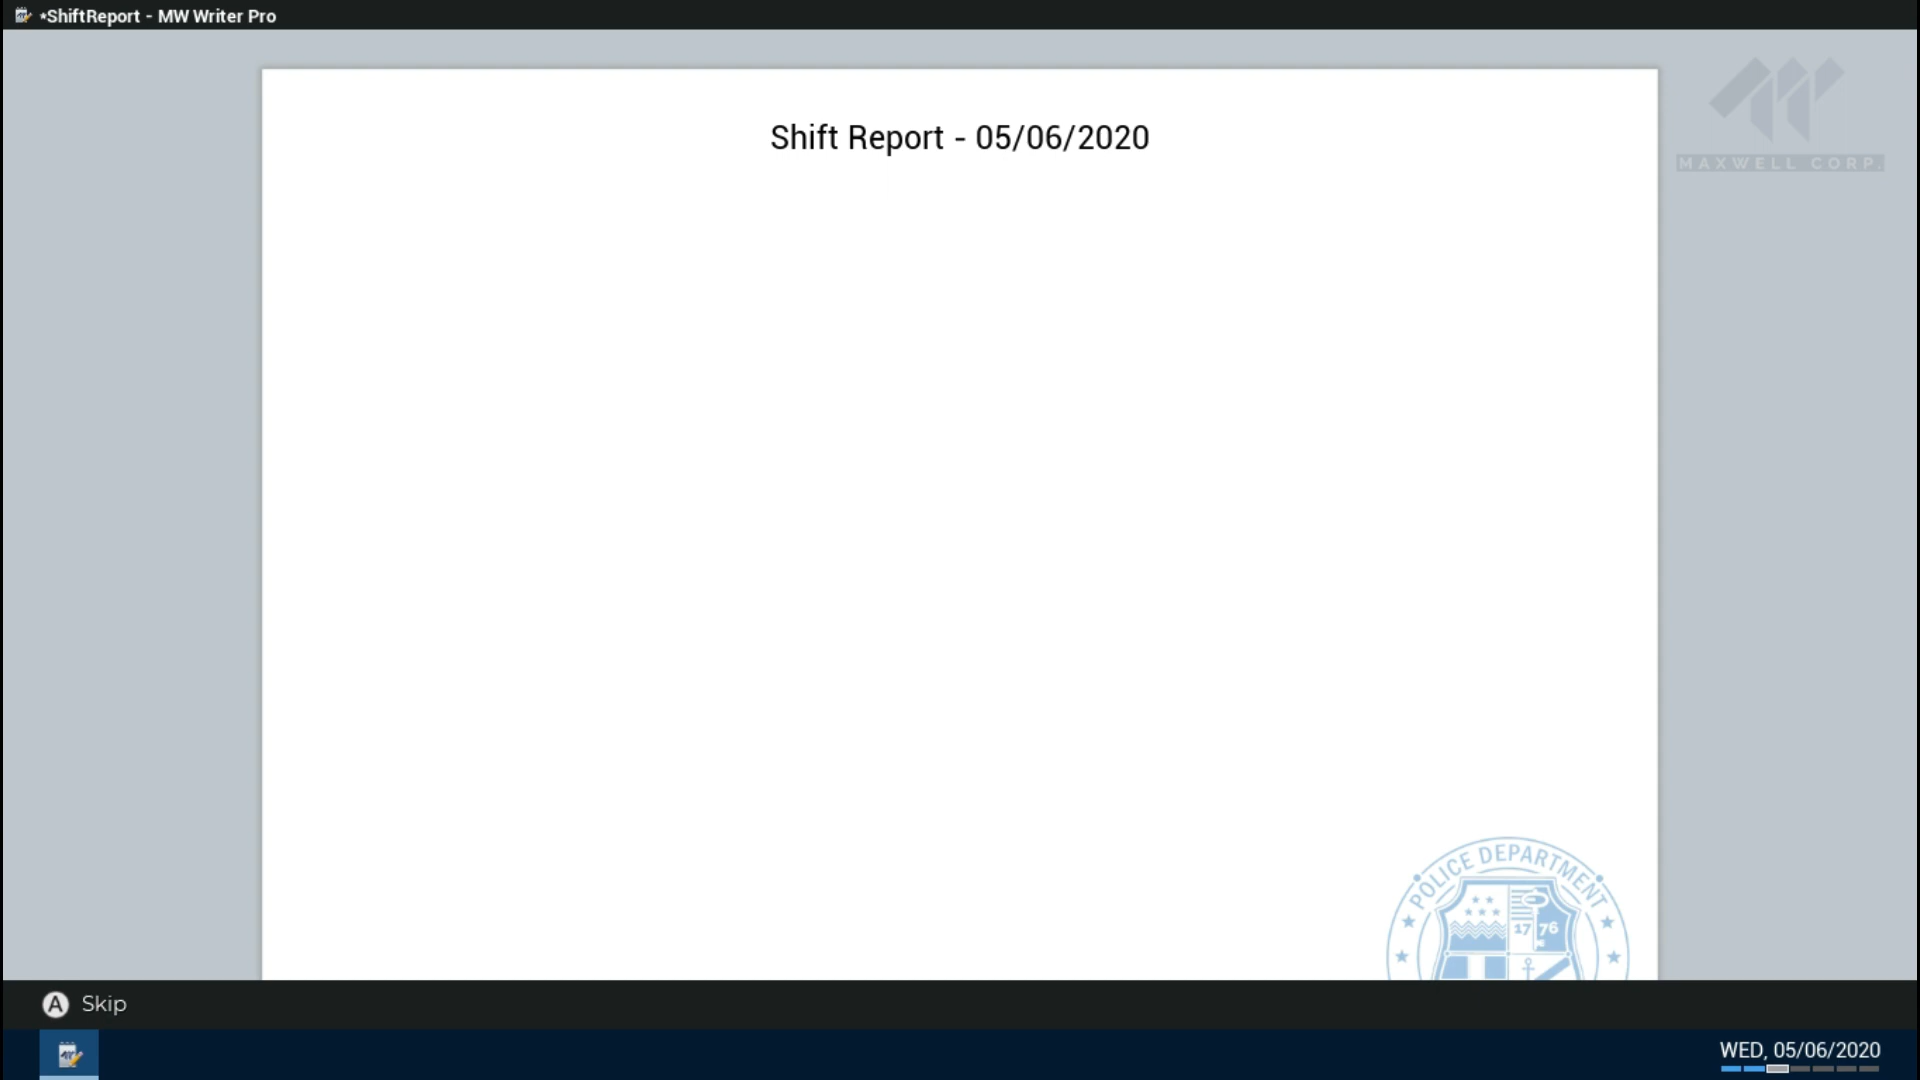 *ShiftReport - MW Writer Pro
MAXWELL CORP.
Shift Report - 05/06/2020
POLICE DEPARTMENT
17 76
A Skip
WED, 05/06/2020